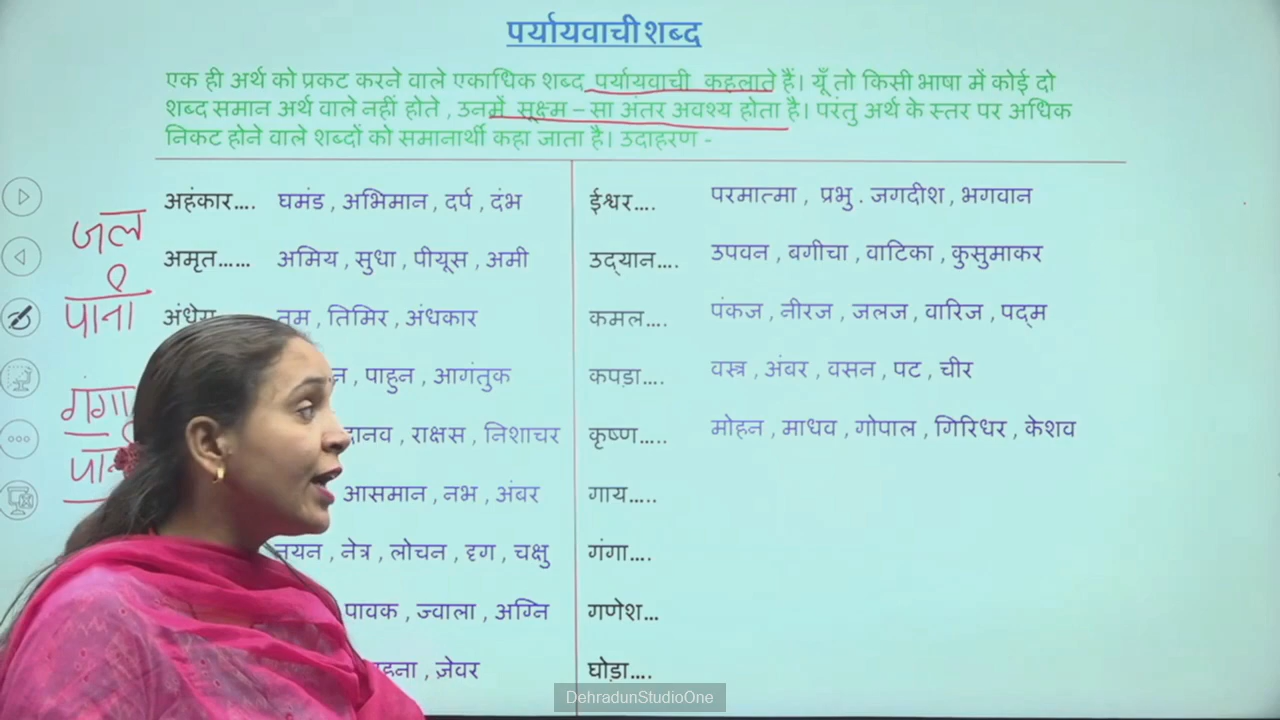 पर्यायवाची शब्द
एक ही अर्थ को प्रकट करने वाले एकाधिक शब्द पर्यायवाची कहलाते हैं। यूँ तो किसी भाषा में कोई दो
शब्द समान अर्थ वाले नहीं होते , उनमें सूक्ष्म – सा अंतर अवश्य होता है। परंतु अर्थ के स्तर पर अधिक
निकट होने वाले शब्दों को समानार्थी कहा जाता है। उदाहरण -
जल
पानी
गंगा
अहंकार.... घमंड , अभिमान , दर्प , दंभ
अमृत...... अमिय , सुधा , पीयूस , अमी
अंधेरा तम , तिमिर , अंधकार
पाहुन , आगंतुक
दानव , राक्षस , निशाचर
आसमान , नभ , अंबर
नयन , नेत्र , लोचन , दृग , चक्षु
पावक , ज्वाला , अग्नि
, ज़ेवर
ईश्वर.... परमात्मा , प्रभु . जगदीश , भगवान
उद्यान.... उपवन , बगीचा , वाटिका , कुसुमाकर
कमल.... पंकज , नीरज , जलज , वारिज , पद्म
कपड़ा.... वस्त्र , अंबर , वसन , पट , चीर
कृष्ण..... मोहन , माधव , गोपाल , गिरिधर , केशव
गाय.....
गंगा....
गणेश...
घोड़ा....
DehradunStudioOne